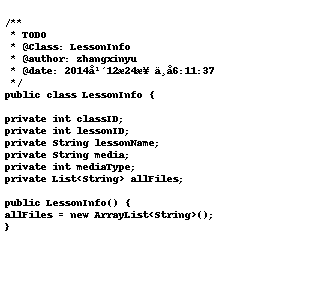 /**
* TODO
* @Class: LessonInfo
* @author: zhangxinyu
* @date: 2014å¹´12æ24æ¥ ä¸å6:11:37
*/
public class LessonInfo {
private int classID;
private int lessonID;
private String lessonName;
private String media;
private int mediaType;
private List<String> allFiles;
public LessonInfo() {
allFiles = new ArrayList<String>();
}